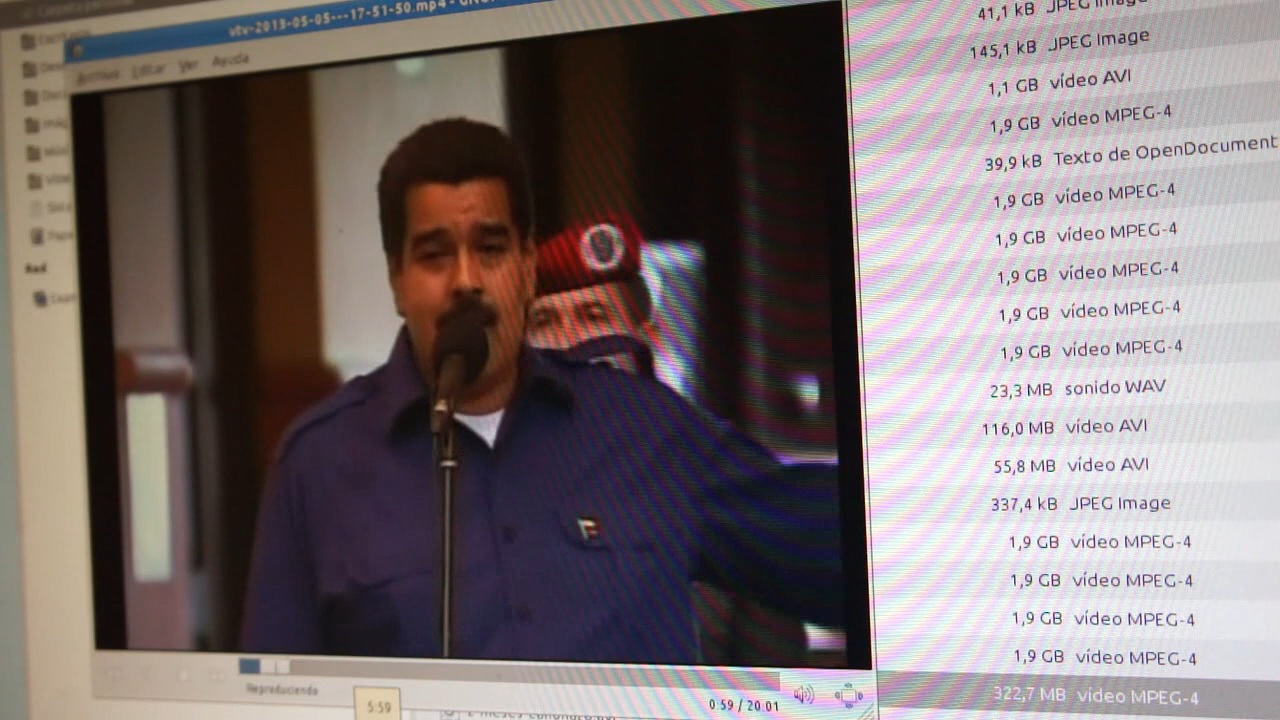 vtv-2013-05-05---17-51-50.mp4 -
Archivo Editar Ver Ayuda
Red
Reproduciendo
5:59
0:59 / 20:01
41,1 kB JPEG Image
145,1 kB JPEG Image
1,1 GB vídeo AVI
1,9 GB vídeo MPEG-4
39,9 kB Texto de OpenDocument
1,9 GB vídeo MPEG-4
1,9 GB vídeo MPEG-4
1,9 GB vídeo MPEG-4
1,9 GB vídeo MPEG-4
1,9 GB vídeo MPEG-4
23,3 MB sonido WAV
116,0 MB vídeo AVI
55,8 MB vídeo AVI
337,4 kB JPEG Image
1,9 GB vídeo MPEG-4
1,9 GB vídeo MPEG-4
1,9 GB vídeo MPEG-4
1,9 GB vídeo MPEG-4
322,7 MB vídeo MPEG-4